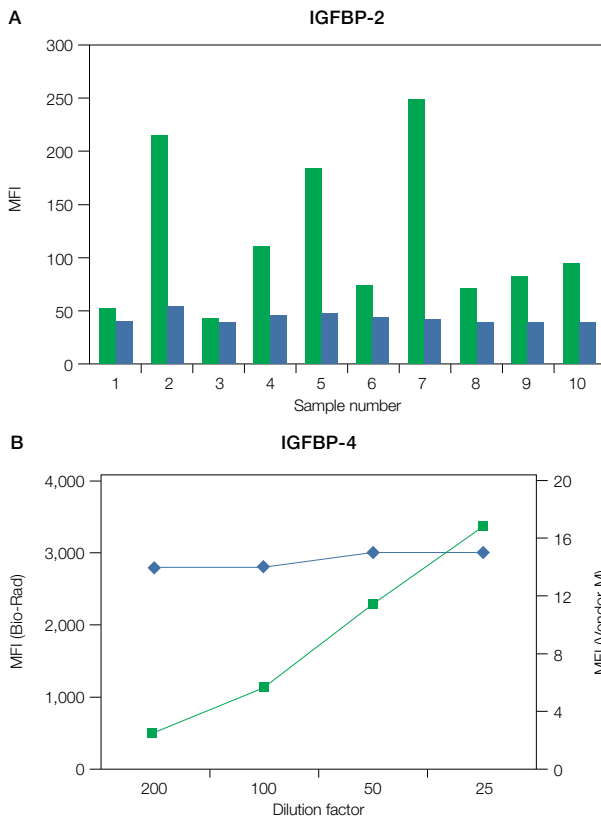 A
IGFBP-2
300
250
200
150
100
50
0
MFI
1 2 3 4 5 6 7 8 9 10
Sample number
B
IGFBP-4
4,000
3,000
2,000
1,000
0
MFI (Bio-Rad)
20
16
12
8
4
0
MFI (Vendor M)
200 100 50 25
Dilution factor